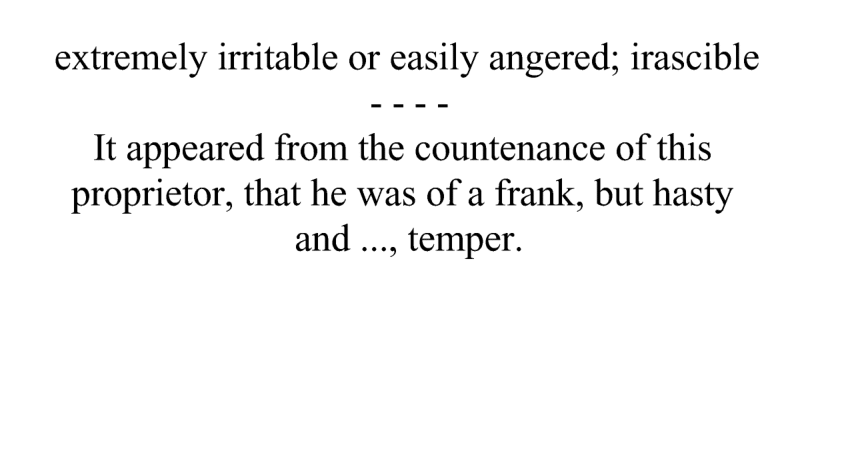 extremely irritable or easily angered; irascible
- - - -
It appeared from the countenance of this
proprietor, that he was of a frank, but hasty
and ..., temper.